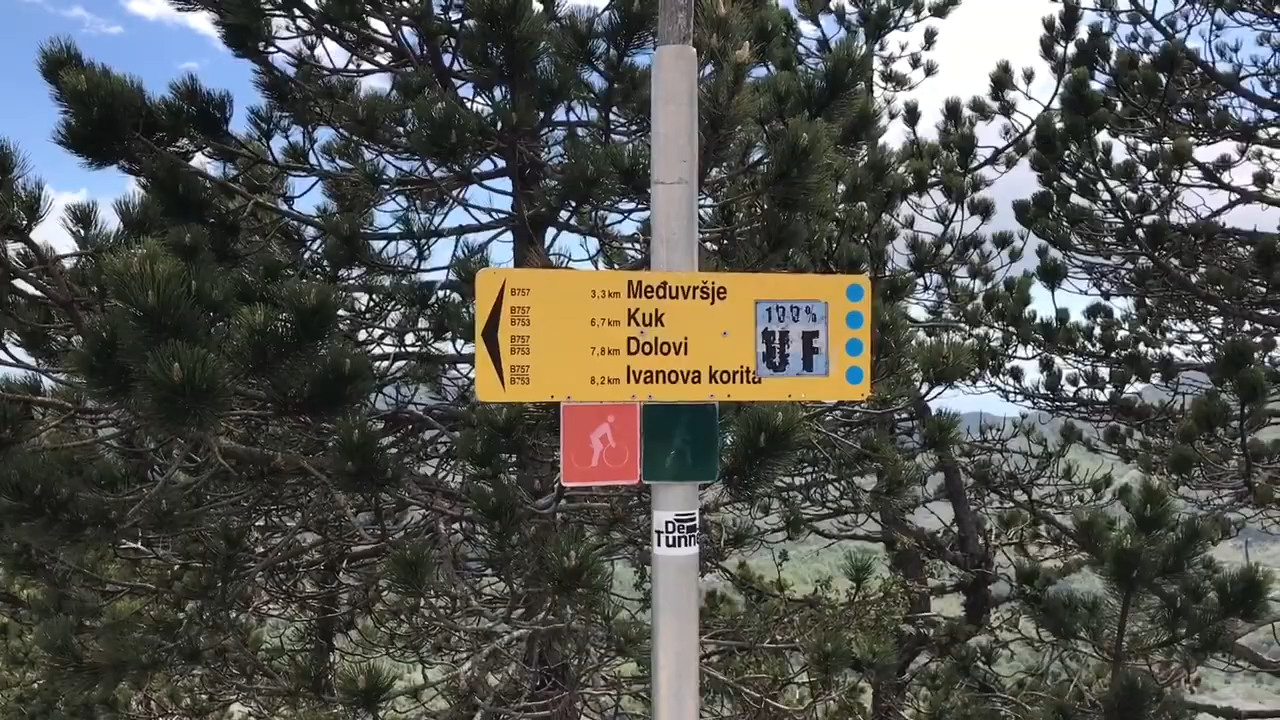 B757 3,3 km Međuvršje
B757 B753 6,7 km Kuk
B757 B753 7,8 km Dolovi
B757 B753 8,2 km Ivanova korita
100%
UF
De
Tunne